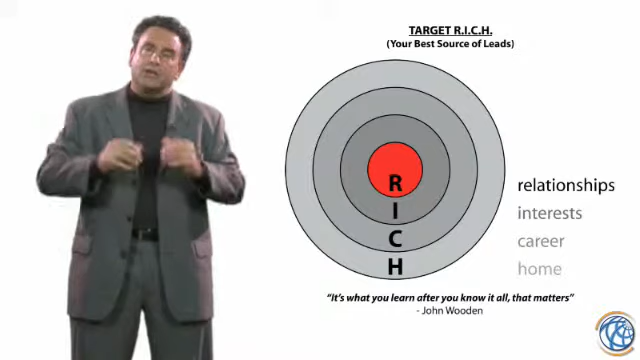 TARGET R.I.C.H.
(Your Best Source of Leads)
R
I
C
H
relationships
interests
career
home
“It’s what you learn after you know it all, that matters”
- John Wooden